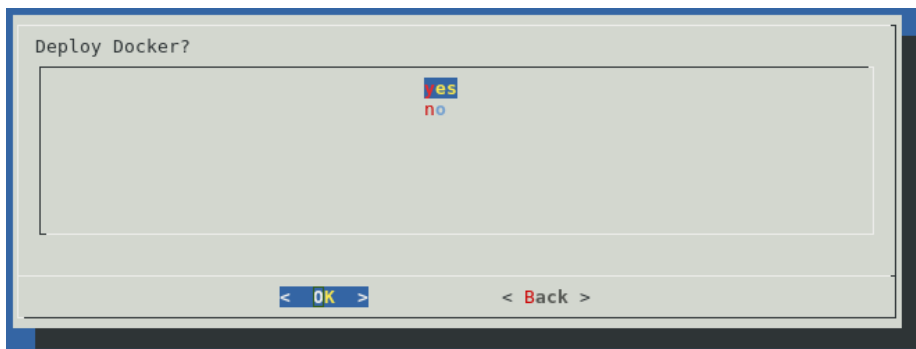 Deploy Docker?
yes
no
< OK > < Back >